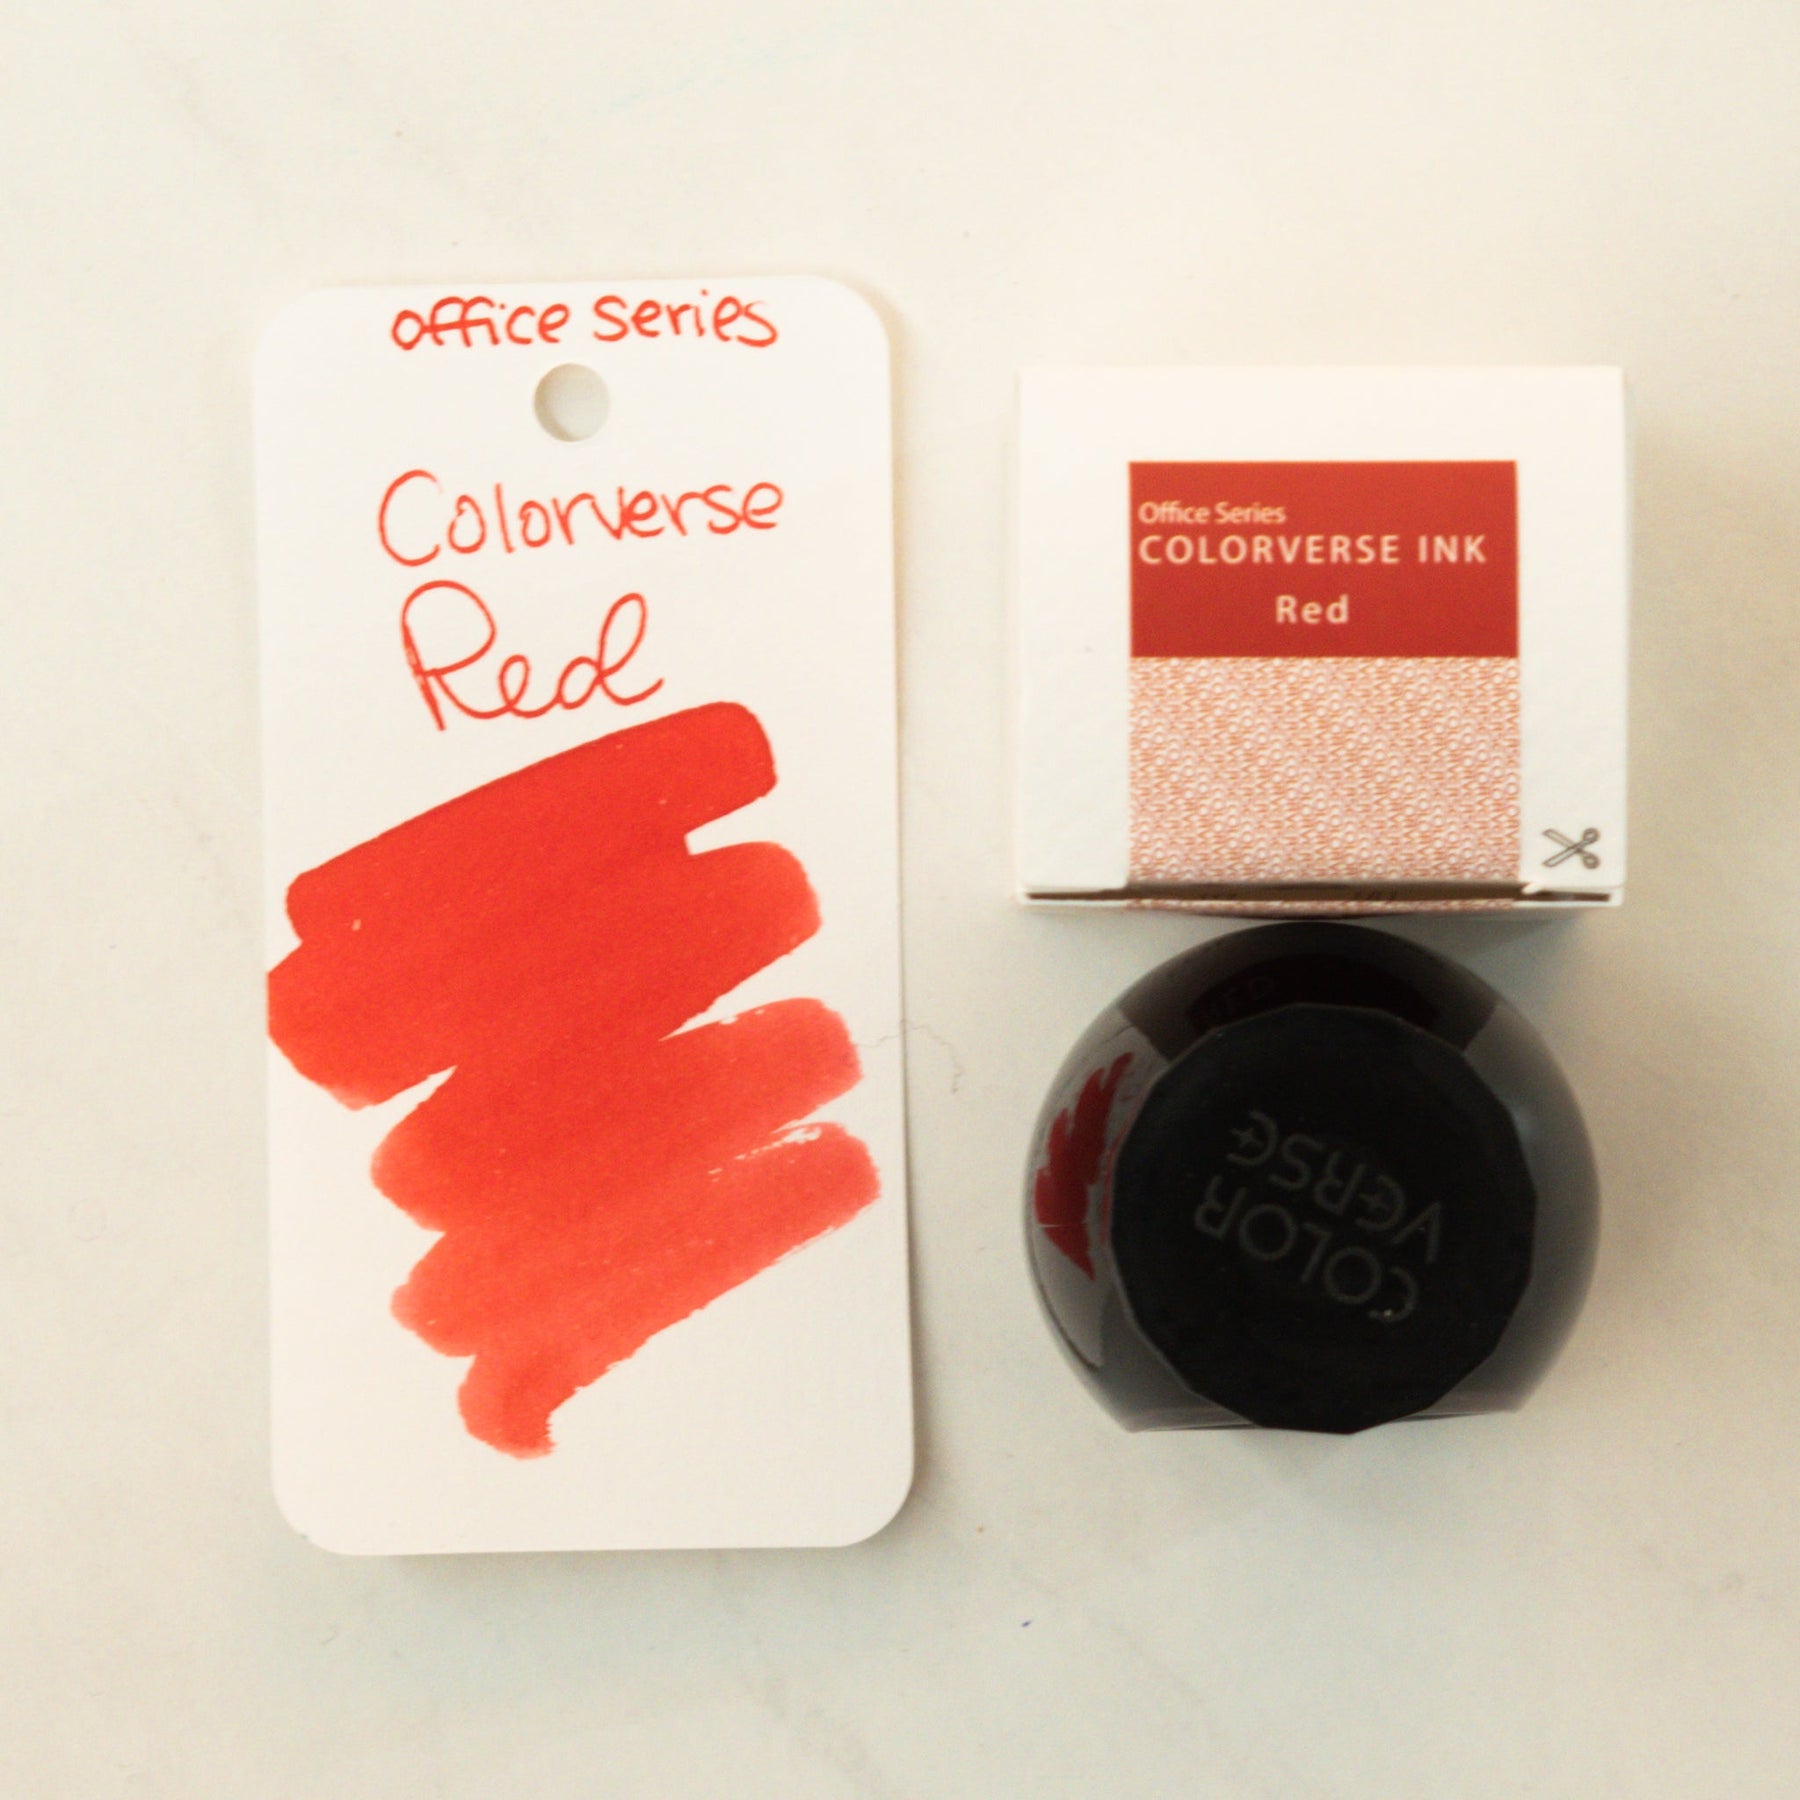 office series
Colorverse
Red
Office Series
COLORVERSE INK
Red
COLOR
VERSE